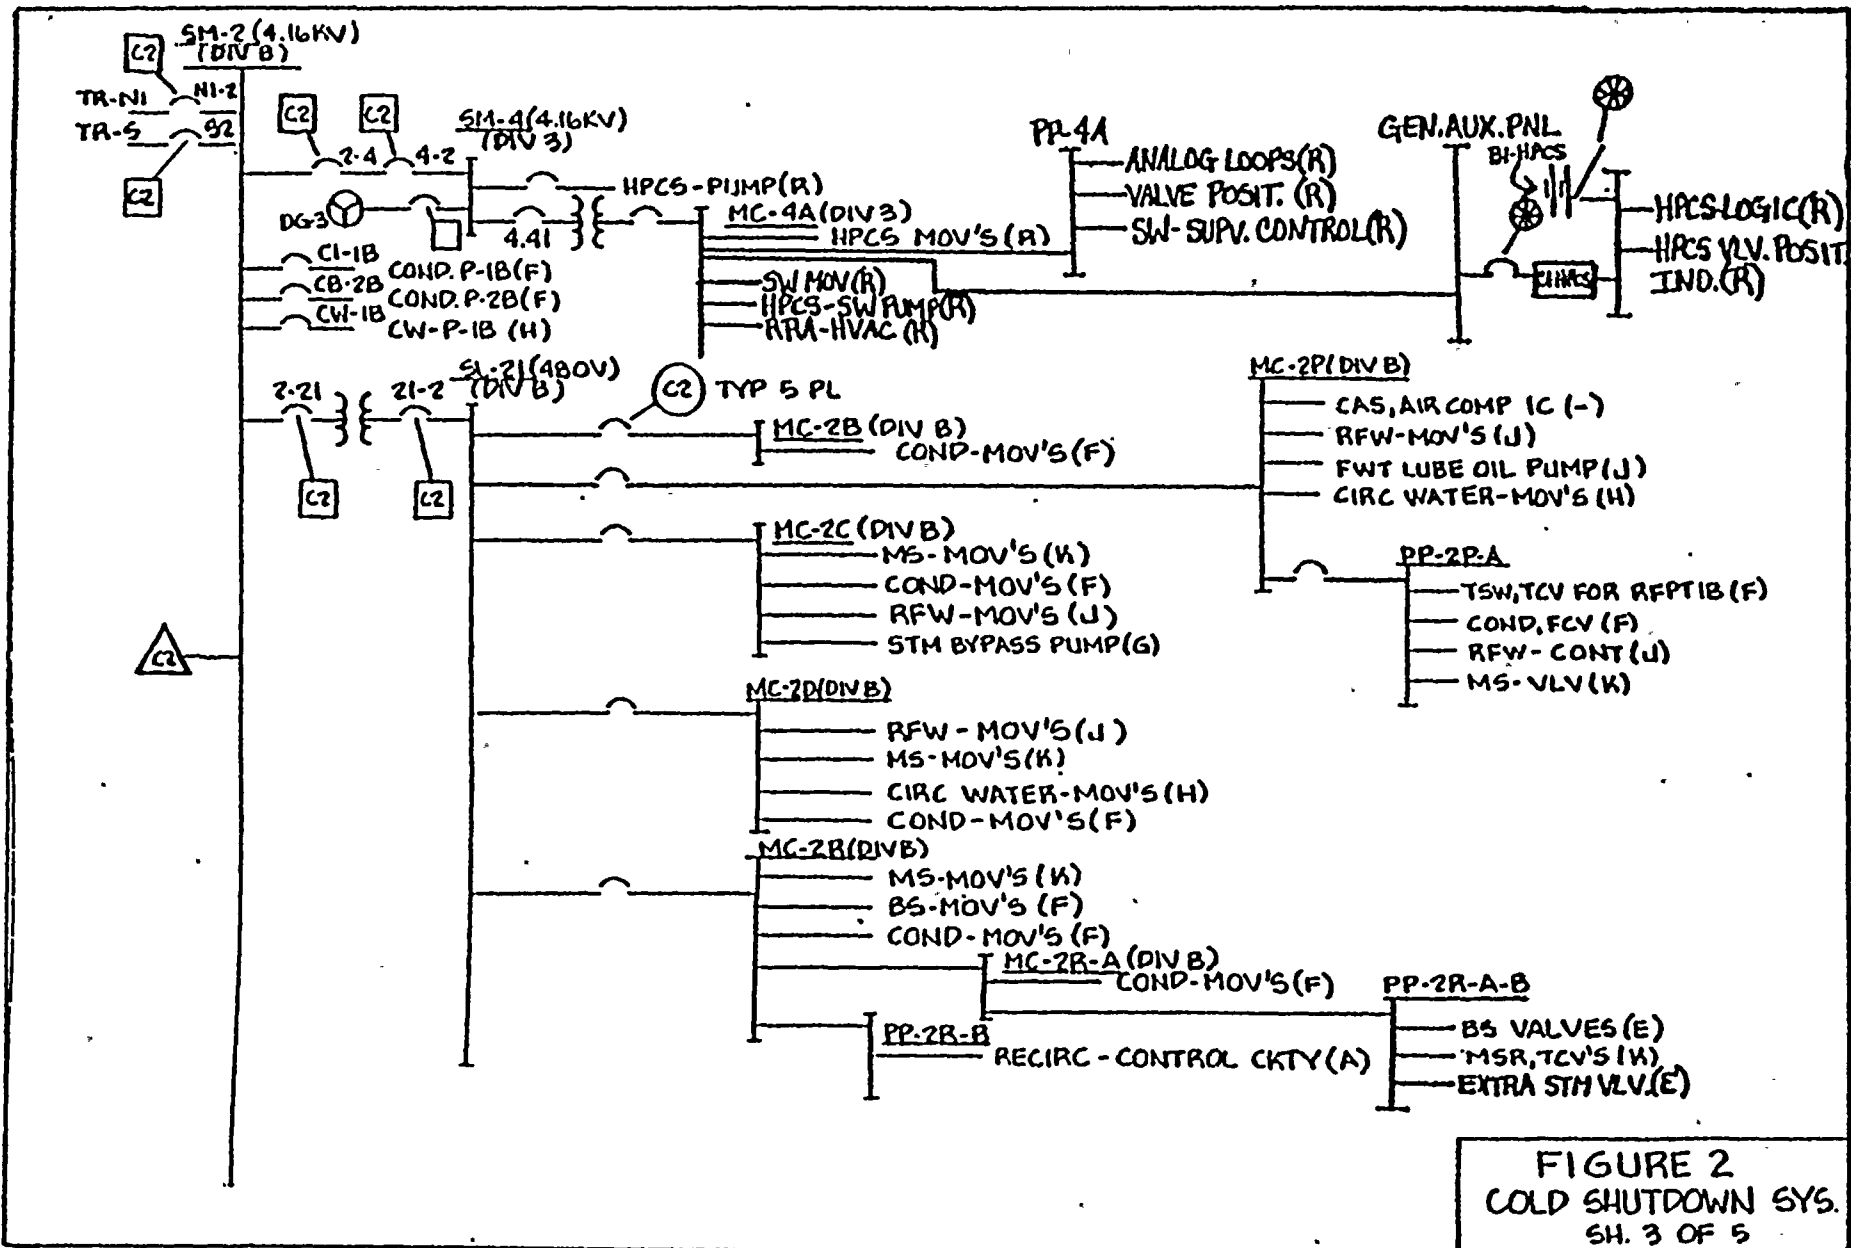 SM-2 (4.16KV)
(DIV B)
C2
TR-N1
N1-2
TR-S
S2
C2
C2
C2
2-4
4-2
SM-4 (4.16KV)
(DIV 3)
HPCS-PUMP(R)
DG3
4.41
MC-4A (DIV 3)
HPCS MOV'S (R)
SW MOV(R)
HPCS-SW PUMP(R)
RRA-HVAC (R)
PP-4A
ANALOG LOOPS(R)
VALVE POSIT. (R)
SW-SUPV. CONTROL(R)
GEN.AUX.PNL
B1-HPCS
HPCS-LOGIC(R)
HPCS VLV. POSIT
IND.(R)
C1-1B
COND. P-1B(F)
CB-2B
COND. P-2B(F)
CW-1B
CW-P-1B (H)
2-21
21-2
SL-21(480V)
(DIV B)
C2
C2
C2 TYP 5 PL
MC-2B (DIV B)
COND-MOV'S (F)
MC-2P(DIV B)
CAS, AIR COMP 1C (-)
RFW-MOV'S (J)
FWT LUBE OIL PUMP(J)
CIRC WATER-MOV'S (H)
PP-2P-A
TSW,TCV FOR RFPT1B (F)
COND, FCV (F)
RFW-CONT (J)
MS-VLV (K)
MC-2C (DIV B)
MS-MOV'S (K)
COND-MOV'S (F)
RFW-MOV'S (J)
STM BYPASS PUMP(G)
C2
MC-2D(DIV B)
RFW-MOV'S (J)
MS-MOV'S (K)
CIRC WATER-MOV'S (H)
COND-MOV'S (F)
MC-2R(DIV B)
MS-MOV'S (K)
BS-MOV'S (F)
COND-MOV'S (F)
MC-2R-A (DIV B)
COND-MOV'S (F)
PP-2R-B
RECIRC-CONTROL CKTY (A)
PP-2R-A-B
BS VALVES (E)
MSR,TCV'S (K)
EXTRA STM VLV.(E)
FIGURE 2
COLD SHUTDOWN SYS.
SH. 3 OF 5